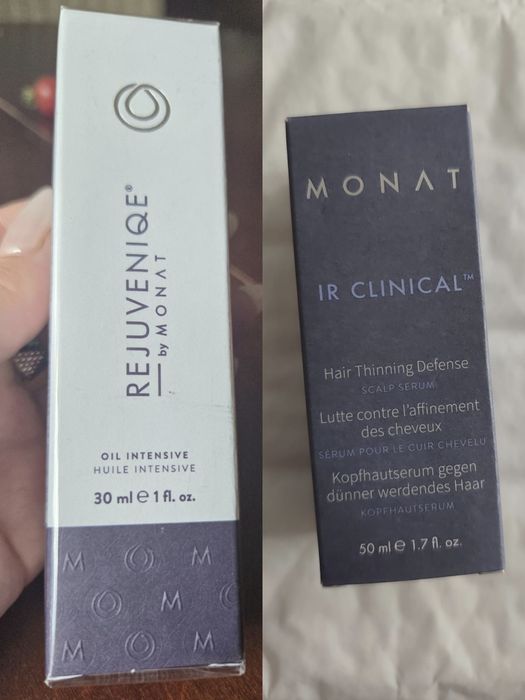 REJUVENIQE®
by MONAT
OIL INTENSIVE
HUILE INTENSIVE
30 ml e 1 fl. oz.
M M
M
M M
MONAT
IR CLINICAL™
Hair Thinning Defense
SCALP SERUM
Lutte contre l'affinement
des cheveux
SÉRUM POUR LE CUIR CHEVELU
Kopfhautserum gegen
dünner werdendes Haar
KOPFHAUTSERUM
50 ml e 1.7 fl. oz.